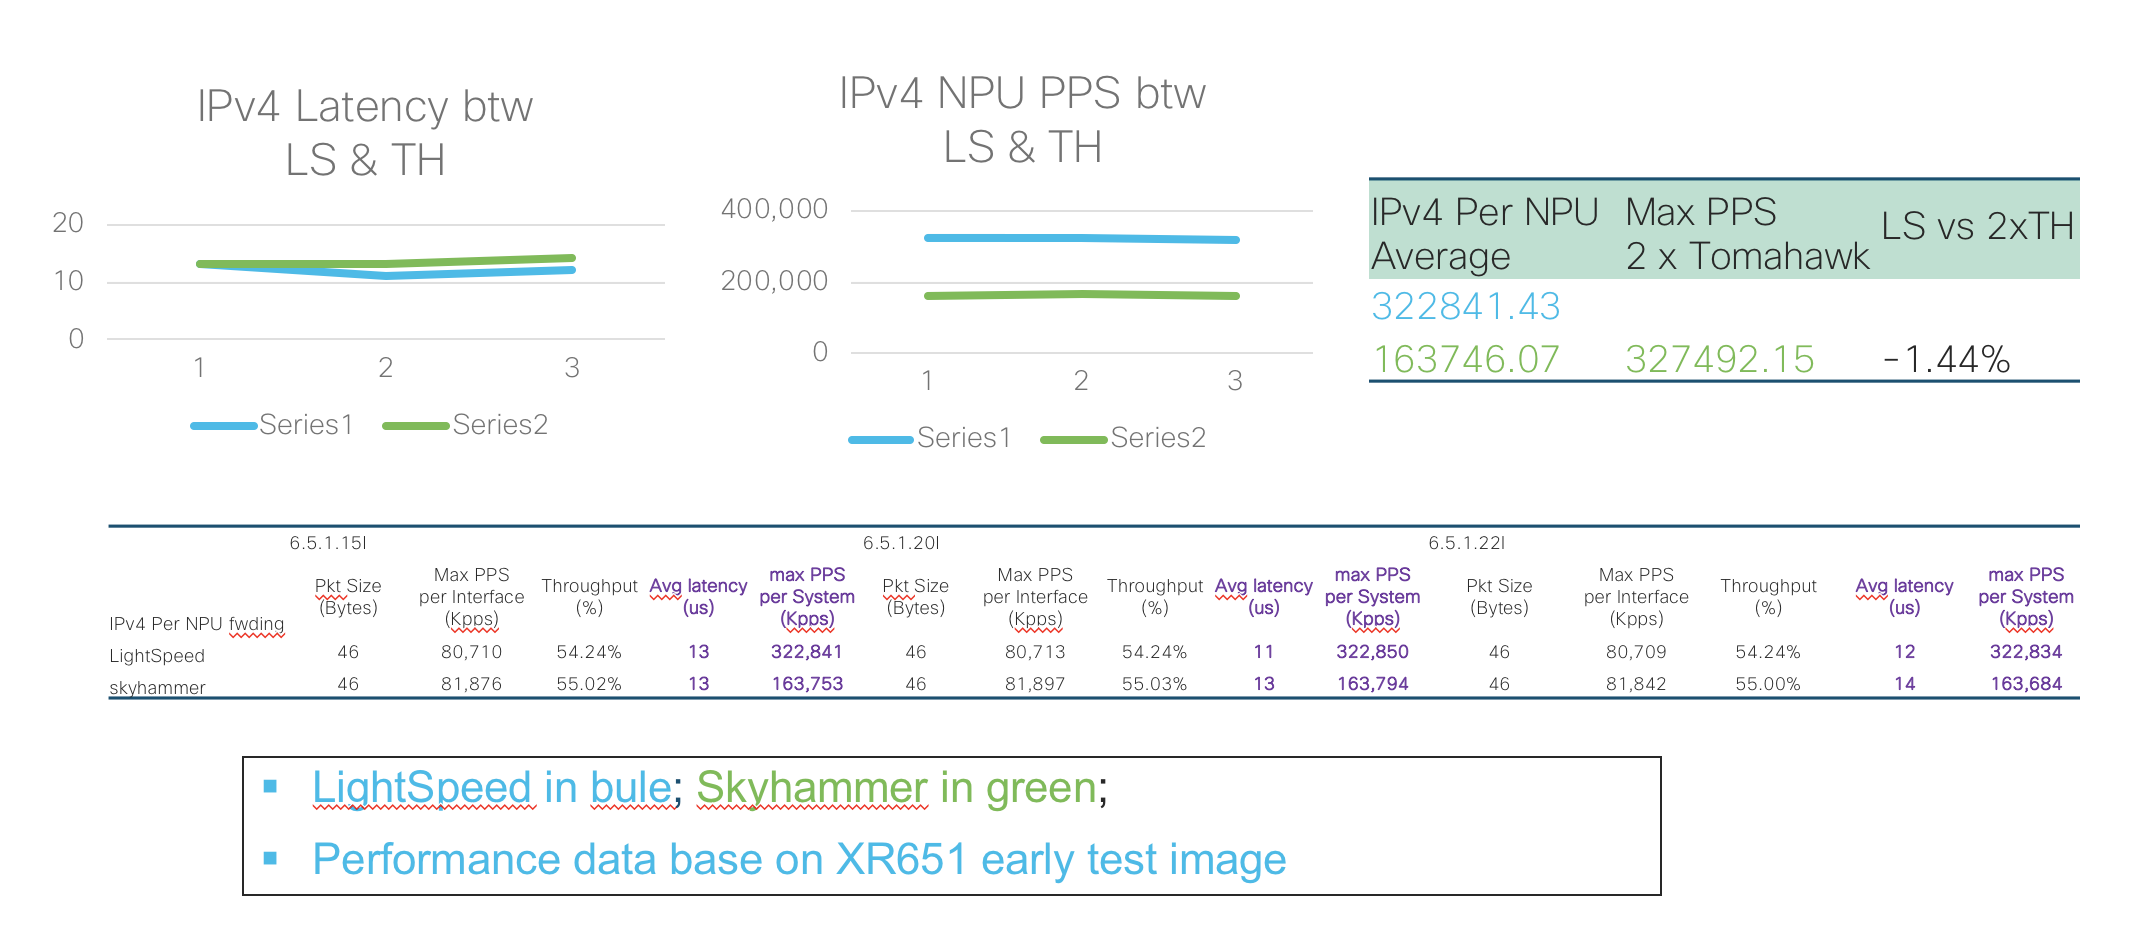 IPv4 Latency btw
LS & TH
20
10
0
1 2 3
Series1 Series2
IPv4 NPU PPS btw
LS & TH
400,000
200,000
0
1 2 3
Series1 Series2
IPv4 Per NPU Average Max PPS 2 x Tomahawk LS vs 2xTH
322841.43
163746.07 327492.15 -1.44%
6.5.1.15I 6.5.1.20I 6.5.1.22I
IPv4 Per NPU fwding Pkt Size (Bytes) Max PPS per Interface (Kpps) Throughput (%) Avg latency (us) max PPS per System (Kpps) Pkt Size (Bytes) Max PPS per Interface (Kpps) Throughput (%) Avg latency (us) max PPS per System (Kpps) Pkt Size (Bytes) Max PPS per Interface (Kpps) Throughput (%) Avg latency (us) max PPS per System (Kpps)
LightSpeed 46 80,710 54.24% 13 322,841 46 80,713 54.24% 11 322,850 46 80,709 54.24% 12 322,834
skyhammer 46 81,876 55.02% 13 163,753 46 81,897 55.03% 13 163,794 46 81,842 55.00% 14 163,684
▪ LightSpeed in bule; Skyhammer in green;
▪ Performance data base on XR651 early test image